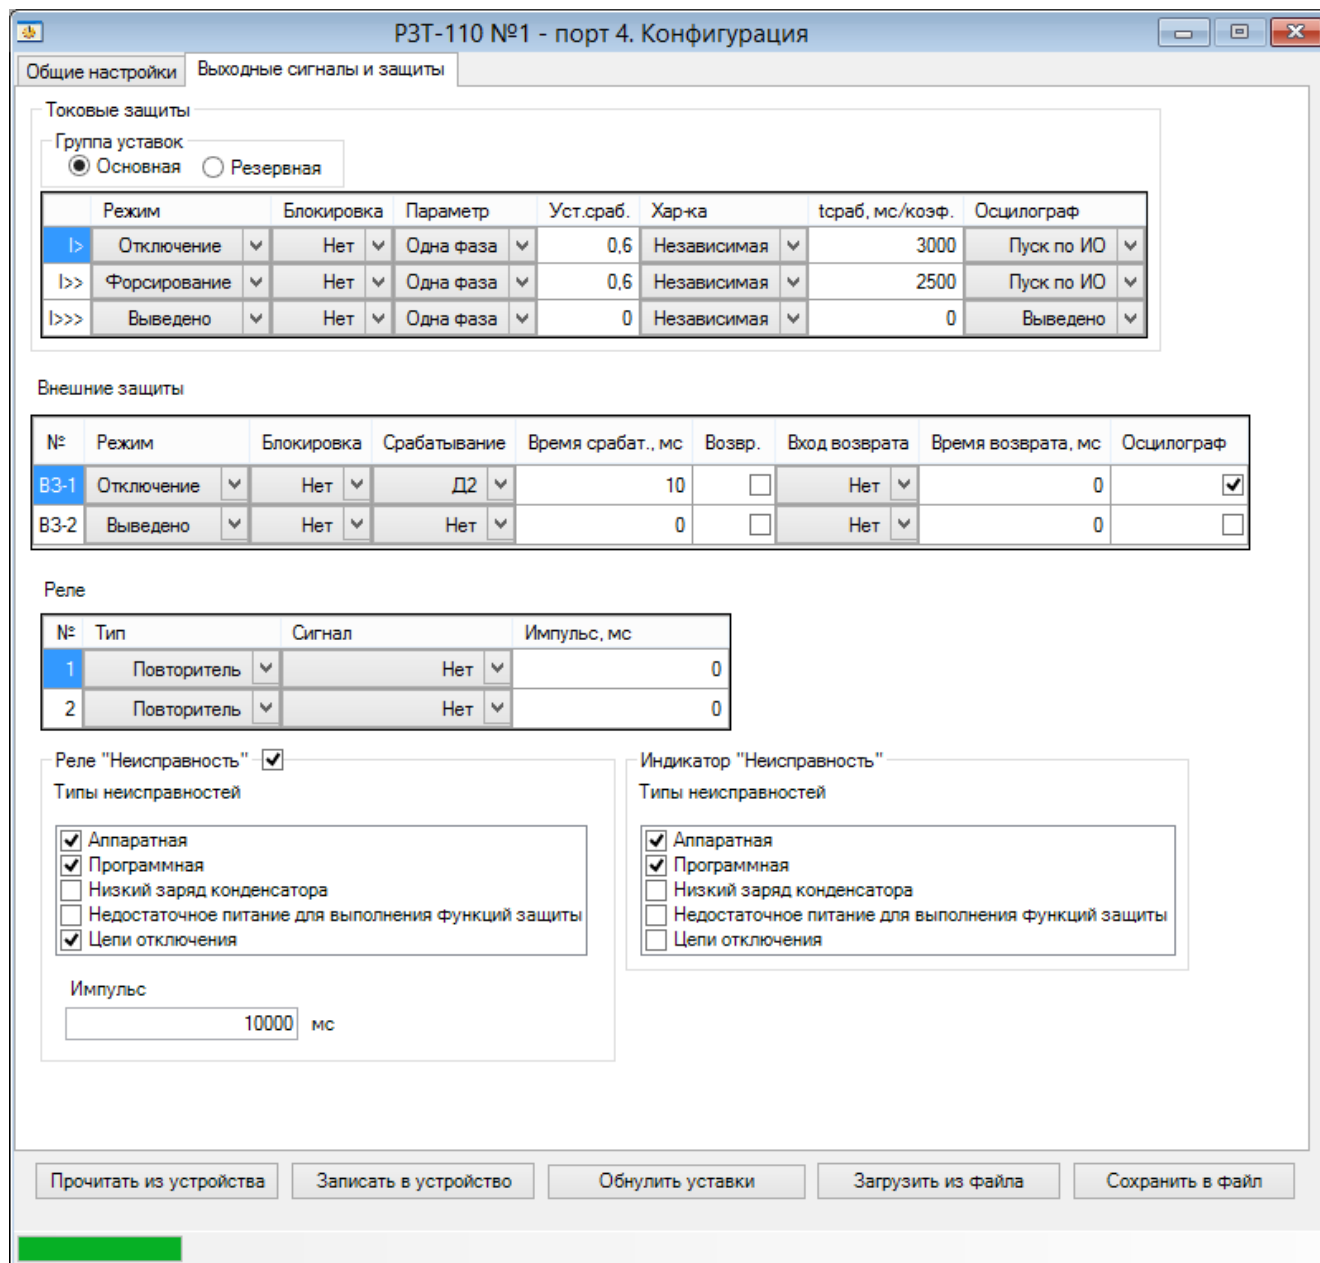 РЗТ-110 №1 - порт 4. Конфигурация
Общие настройки Выходные сигналы и защиты
Токовые защиты
Группа уставок
Основная Резервная
Режим Блокировка Параметр Уст.сраб. Хар-ка tсраб, мс/коэф. Осцилограф
I> Отключение Нет Одна фаза 0,6 Независимая 3000 Пуск по ИО
I>> Форсирование Нет Одна фаза 0,6 Независимая 2500 Пуск по ИО
I>>> Выведено Нет Одна фаза 0 Независимая 0 Выведено
Внешние защиты
№ Режим Блокировка Срабатывание Время срабат., мс Возвр. Вход возврата Время возврата, мс Осцилограф
ВЗ-1 Отключение Нет Д2 10 Нет 0
ВЗ-2 Выведено Нет Нет 0 Нет 0
Реле
№ Тип Сигнал Импульс, мс
1 Повторитель Нет 0
2 Повторитель Нет 0
Реле "Неисправность" Индикатор "Неисправность"
Типы неисправностей Типы неисправностей
Аппаратная Аппаратная
Программная Программная
Низкий заряд конденсатора Низкий заряд конденсатора
Недостаточное питание для выполнения функций защиты Недостаточное питание для выполнения функций защиты
Цепи отключения Цепи отключения
Импульс
10000 мс
Прочитать из устройства Записать в устройство Обнулить уставки Загрузить из файла Сохранить в файл